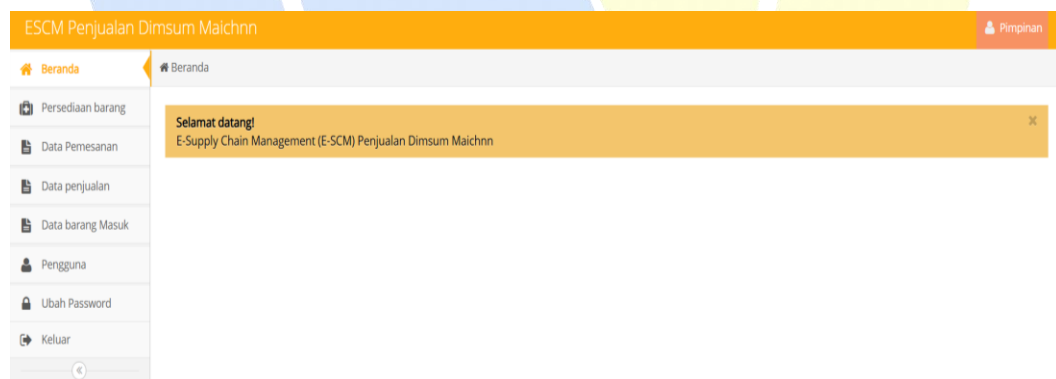 ESCM Penjualan Dimsum Maichnn
Pimpinan
Beranda
Beranda
Persediaan barang
Selamat datang!
x
E-Supply Chain Management (E-SCM) Penjualan Dimsum Maichnn
Data Pemesanan
Data penjualan
Data barang Masuk
Pengguna
Ubah Password
Keluar